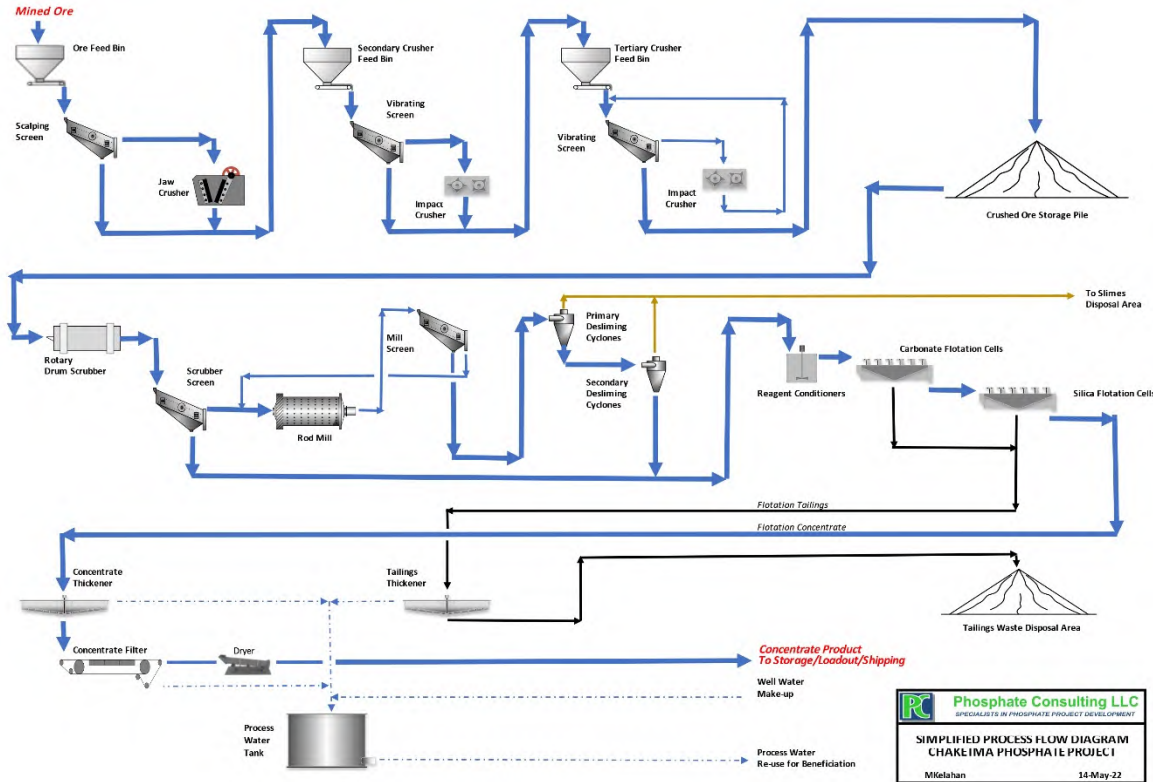 Mined Ore
Ore Feed Bin
Secondary Crusher
Feed Bin
Tertiary Crusher
Feed Bin
Scalping
Screen
Vibrating
Screen
Vibrating
Screen
Jaw
Crusher
Impact
Crusher
Impact
Crusher
Crushed Ore Storage Pile
To Slimes
Disposal Area
Rotary
Drum Scrubber
Scrubber
Screen
Mill
Screen
Rod Mill
Primary
Desliming
Cyclones
Secondary
Desliming
Cyclones
Reagent Conditioners
Carbonate Flotation Cells
Silica Flotation Cells
Flotation Tailings
Flotation Concentrate
Concentrate
Thickener
Tailings
Thickener
Tailings Waste Disposal Area
Concentrate Filter
Dryer
Concentrate Product
To Storage/Loadout/Shipping
Well Water
Make-up
Process
Water
Tank
Process Water
Re-use for Beneficiation
PC
Phosphate Consulting LLC
SPECIALISTS IN PHOSPHATE PROJECT DEVELOPMENT
SIMPLIFIED PROCESS FLOW DIAGRAM
CHAKETMA PHOSPHATE PROJECT
MKelahan 14-May-22